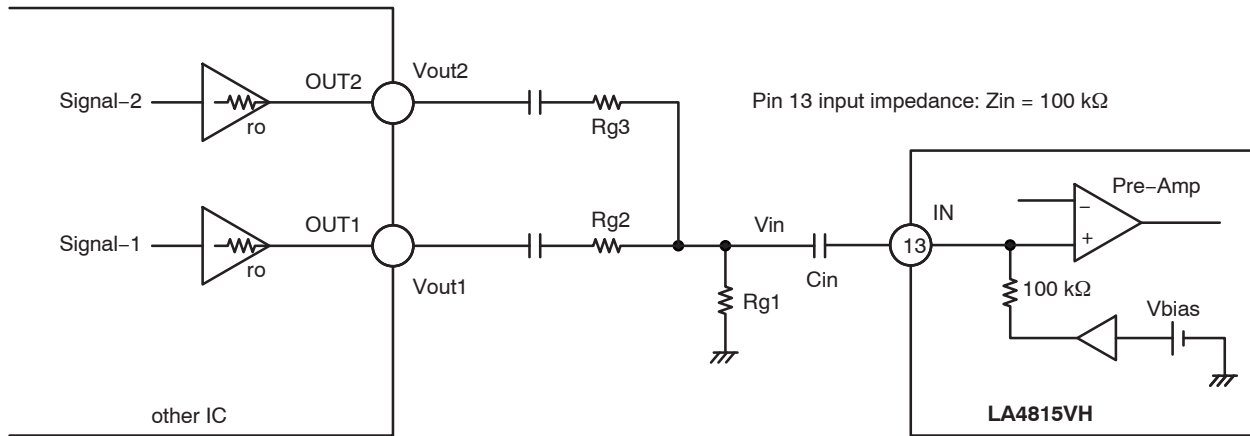 Signal-2
ro
OUT2
Vout2
Rg3
Pin 13 input impedance: Zin = 100 kΩ
Signal-1
ro
OUT1
Vout1
Rg2
Rg1
Vin
Cin
13
IN
Pre-Amp
−
+
100 kΩ
Vbias
other IC
LA4815VH